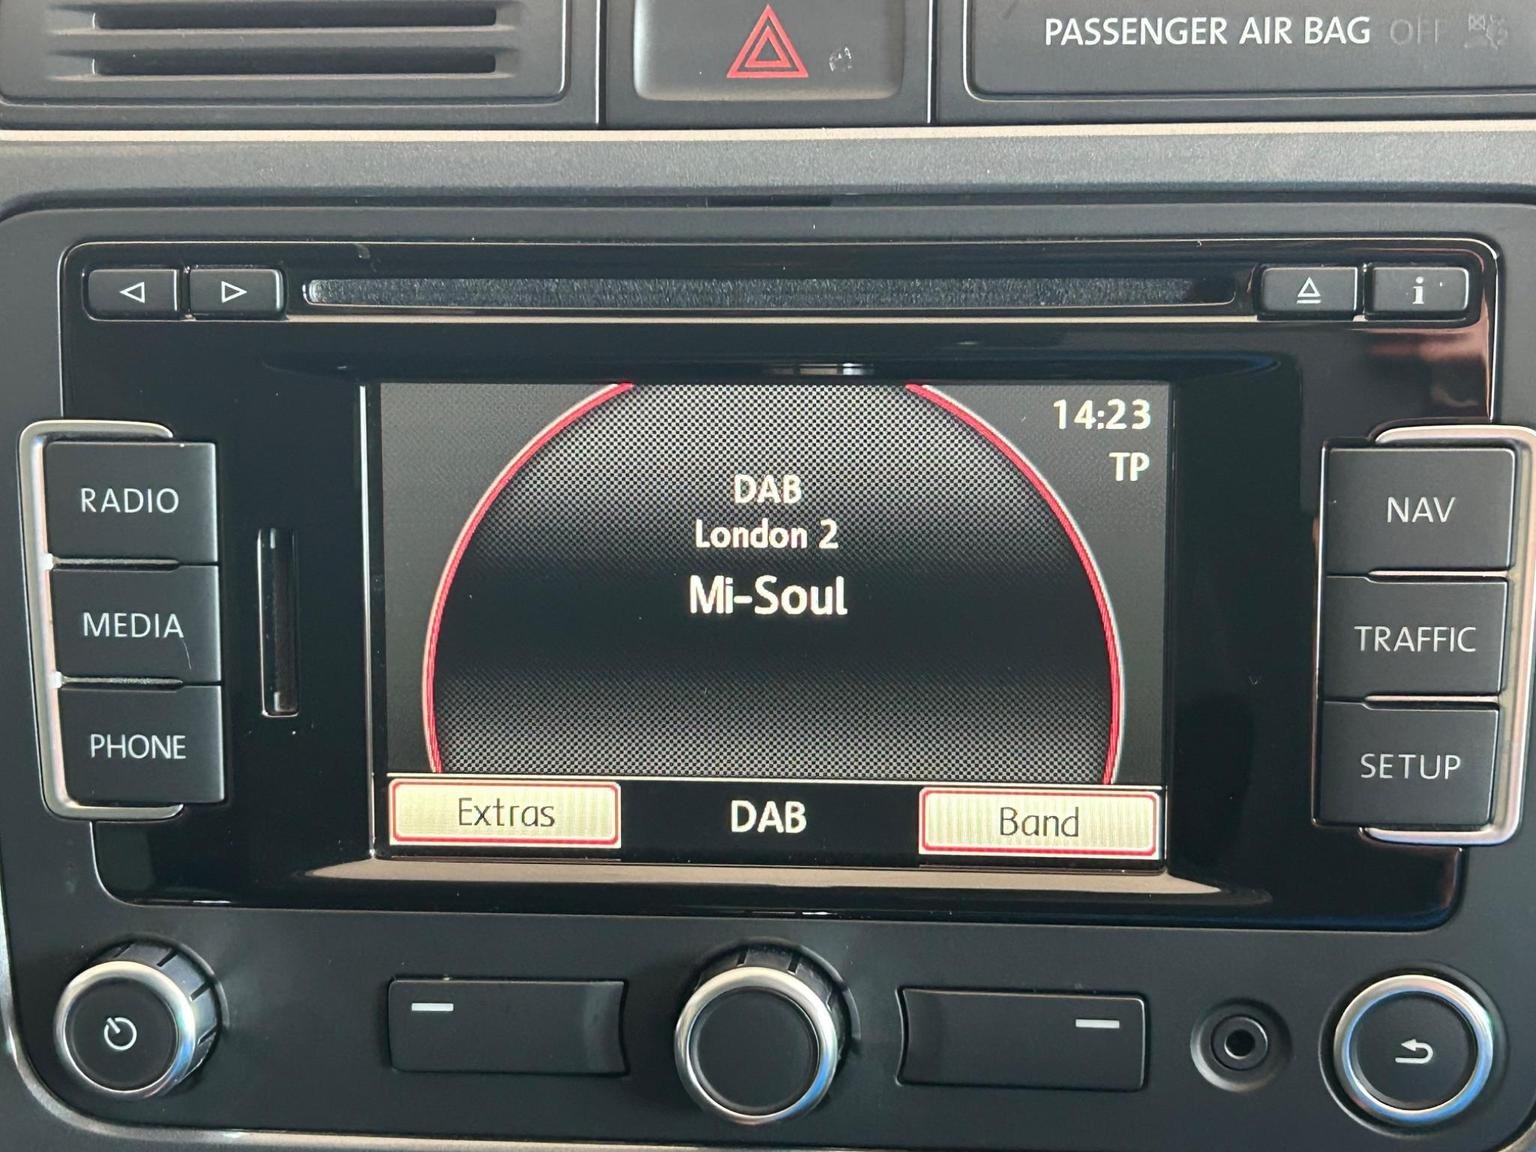 PASSENGER AIR BAG OFF
i
14:23
TP
DAB
London 2
Mi-Soul
Extras
DAB
Band
RADIO
MEDIA
PHONE
NAV
TRAFFIC
SETUP